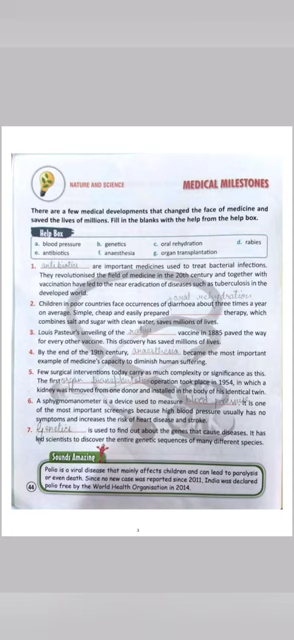 NATURE AND SCIENCE
MEDICAL MILESTONES
There are a few medical developments that changed the face of medicine and
saved the lives of millions. Fill in the blanks with the help from the help box.
Help Box
a. blood pressure b. genetics c. oral rehydration d. rabies
e. antibiotics f. anaesthesia g. organ transplantation
1. antibiotics are important medicines used to treat bacterial infections.
They revolutionised the field of medicine in the 20th century and together with
vaccination have led to the near eradication of diseases such as tuberculosis in the
developed world.
2. Children in poor countries face occurrences of diarrhoea about three times a year
on average. Simple, cheap and easily prepared oral rehydration therapy, which
combines salt and sugar with clean water, saves millions of lives.
3. Louis Pasteur's unveiling of the rabies vaccine in 1885 paved the way
for every other vaccine. This discovery has saved millions of lives.
4. By the end of the 19th century, anaesthesia became the most important
example of medicine's capacity to diminish human suffering.
5. Few surgical interventions today carry as much complexity or significance as this.
The first organ transplantation operation took place in 1954, in which a
kidney was removed from one donor and installed in the body of his identical twin.
6. A sphygmomanometer is a device used to measure blood pressure. It is one
of the most important screenings because high blood pressure usually has no
symptoms and increases the risk of heart disease and stroke.
7. Genetics is used to find out about the genes that cause diseases. It has
led scientists to discover the entire genetic sequences of many different species.
Sounds Amazing
Polio is a viral disease that mainly affects children and can lead to paralysis
or even death. Since no new case was reported since 2011, India was declared
polio free by the World Health Organisation in 2014.
44